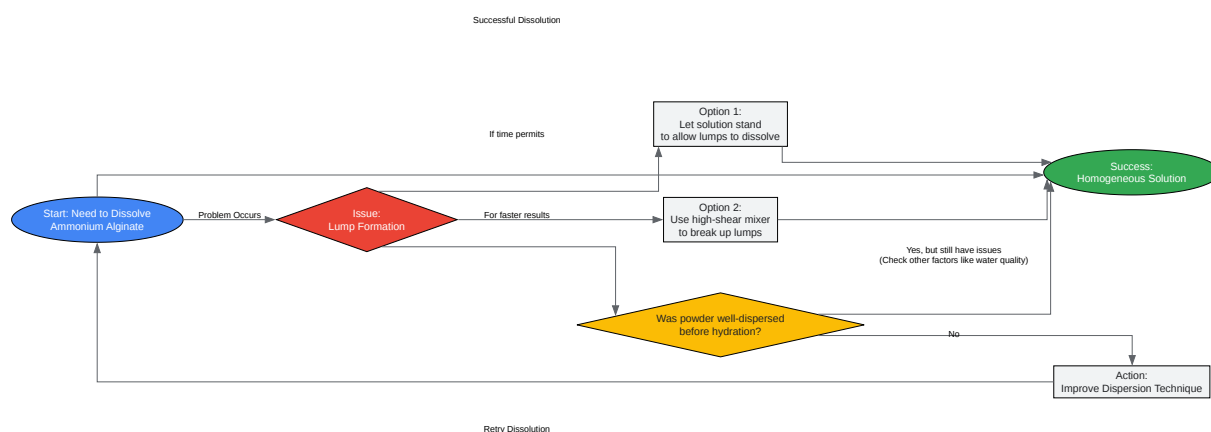 Successful Dissolution
Option 1:
Let solution stand
to allow lumps to dissolve
If time permits
Success:
Homogeneous Solution
Start: Need to Dissolve
Ammonium Alginate
Problem Occurs
Issue:
Lump Formation
For faster results
Option 2:
Use high-shear mixer
to break up lumps
Yes, but still have issues
(Check other factors like water quality)
Was powder well-dispersed
before hydration?
No
Action:
Improve Dispersion Technique
Retry Dissolution